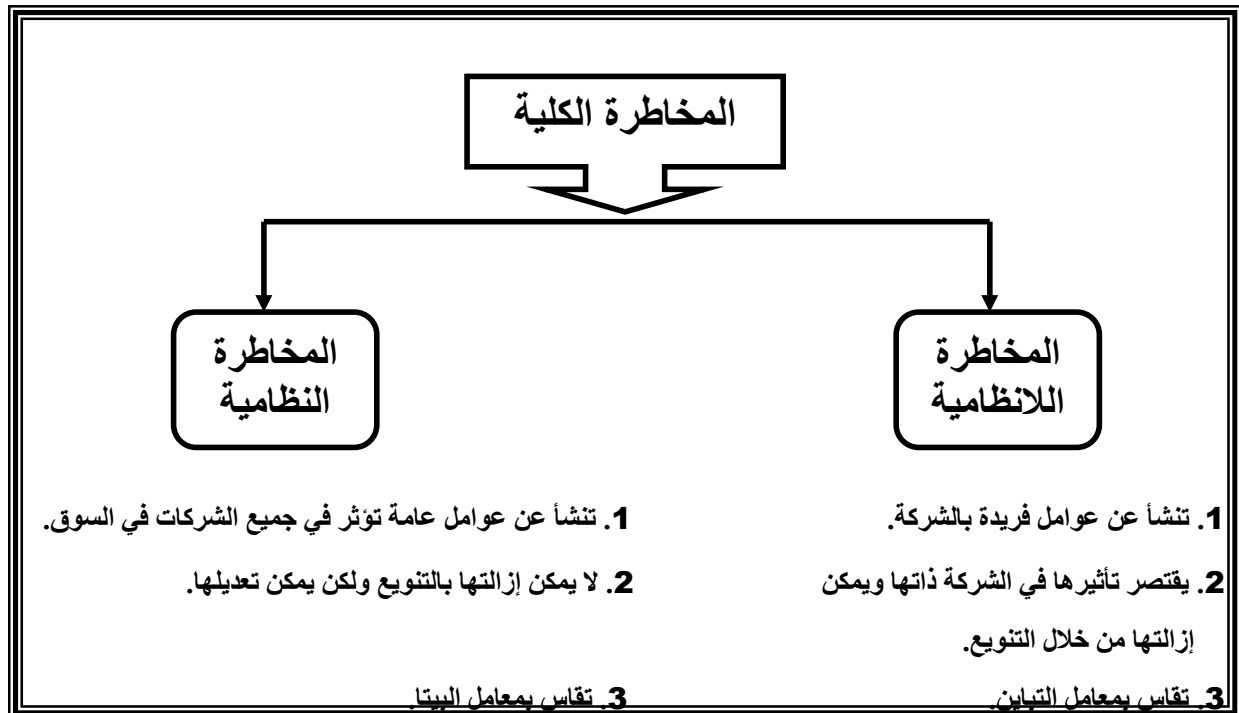 المخاطرة الكلية
المخاطرة
اللانظامية
المخاطرة
النظامية
1. تنشأ عن عوامل فريدة بالشركة.
2. يقتصر تأثيرها في الشركة ذاتها ويمكن
إزالتها من خلال التنويع.
3. تقاس بمعامل التباين.
1. تنشأ عن عوامل عامة تؤثر في جميع الشركات في السوق.
2. لا يمكن إزالتها بالتنويع ولكن يمكن تعديلها.
3. تقاس بمعامل البيتا.